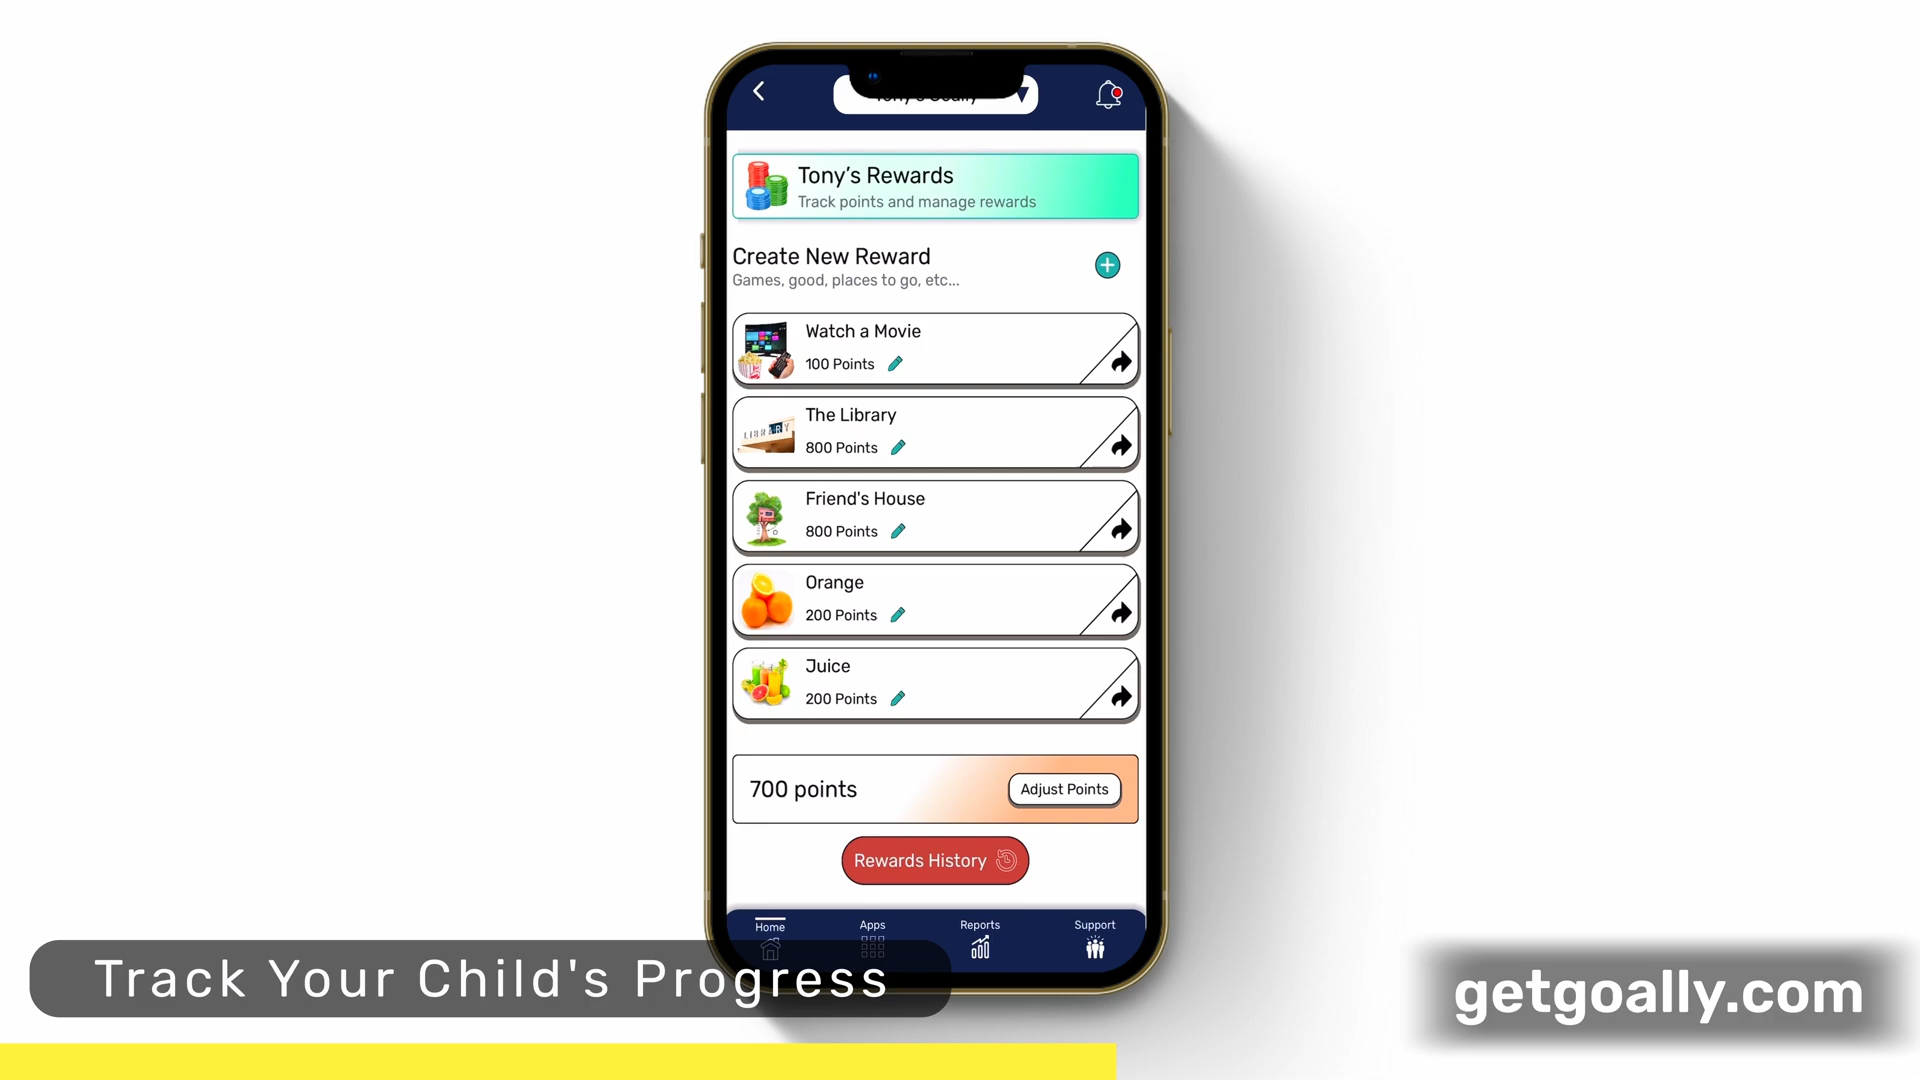 Tony’s Rewards
Track points and manage rewards
Create New Reward
Games, good, places to go, etc...
Watch a Movie
100 Points
LIBRARY
The Library
800 Points
Friend's House
800 Points
Orange
200 Points
Juice
200 Points
700 points
Adjust Points
Rewards History
Home
Apps
Reports
Support
Track Your Child's Progress
getgoally.com